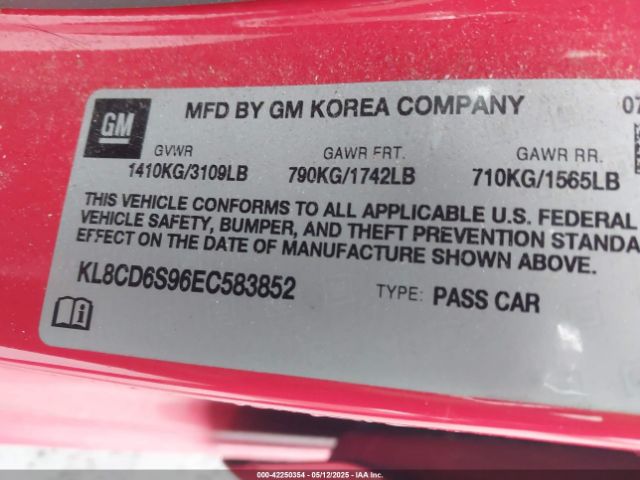 GM
MFD BY GM KOREA COMPANY 07
GVWR GAWR FRT. GAWR RR.
1410KG/3109LB 790KG/1742LB 710KG/1565LB
THIS VEHICLE CONFORMS TO ALL APPLICABLE U.S. FEDERAL
VEHICLE SAFETY, BUMPER, AND THEFT PREVENTION STANDA
EFFECT ON THE DATE OF MANUFACTURE SHOWN ABOVE.
KL8CD6S96EC583852 TYPE: PASS CAR
000-42250354 - 05/12/2025 - IAA, Inc.